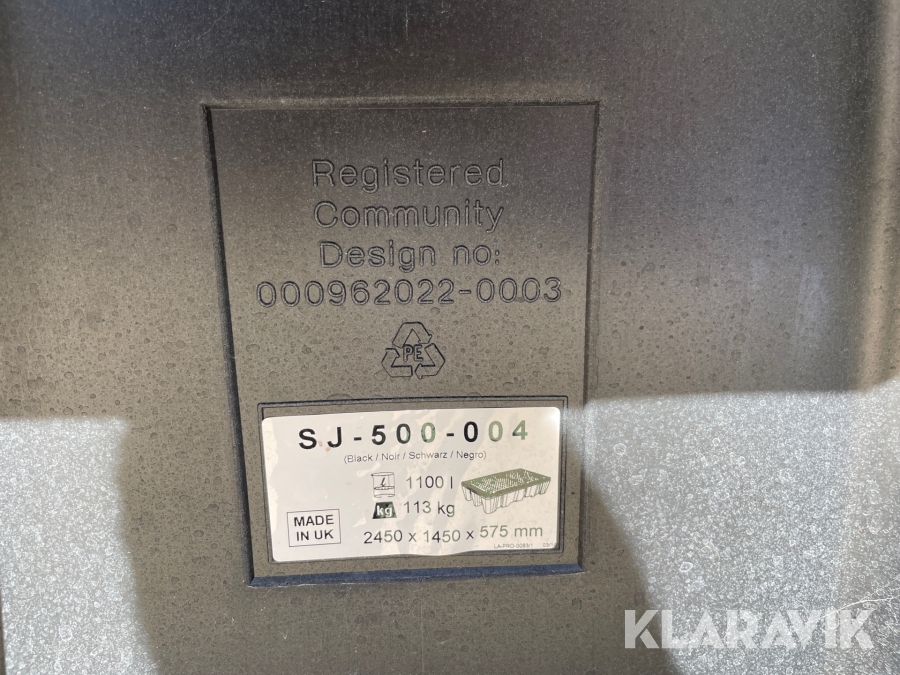 Registered
Community
Design no:
000962022-0003
PE
SJ-500-004
(Black / Noir / Schwarz / Negro)
1100 l
kg 113 kg
MADE
IN UK
2450 x 1450 x 575 mm
KLARAVIK